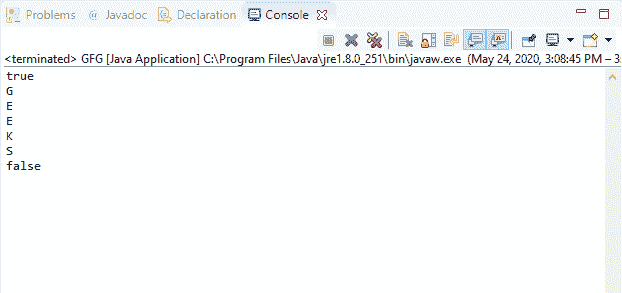 Problems @ Javadoc Declaration Console
<terminated> GFG [Java Application] C:\Program Files\Java\jre1.8.0_251\bin\javaw.exe (May 24, 2020, 3:08:45 PM – 3:
true
G
E
E
K
S
false